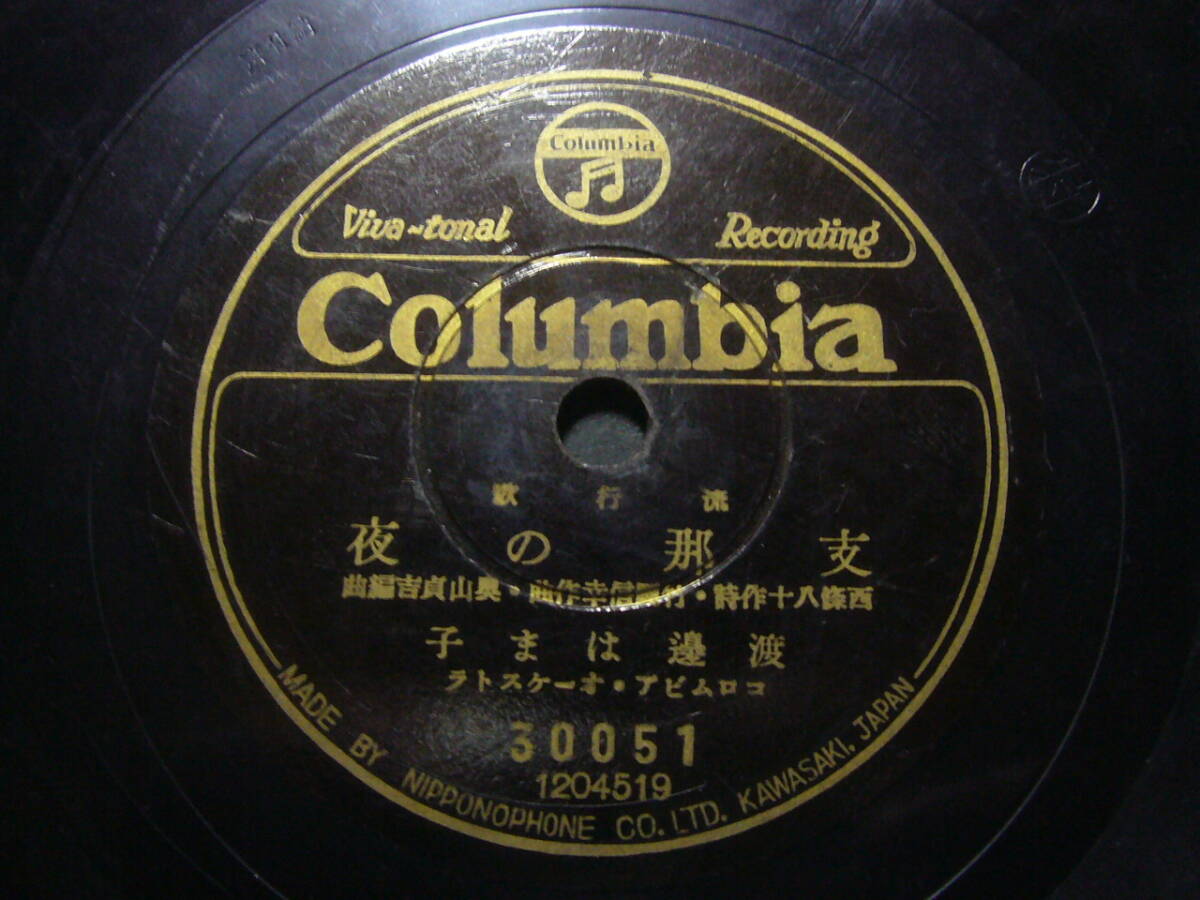 Columbia
Viva-tonal Recording
Columbia
流行歌
支那の夜
西條八十作詩・竹岡信幸作曲・奥山貞吉編曲
渡邊はま子
コロムビア・オーケストラ
30051
1204519
MADE BY NIPPONOPHONE CO. LTD. KAWASAKI, JAPAN